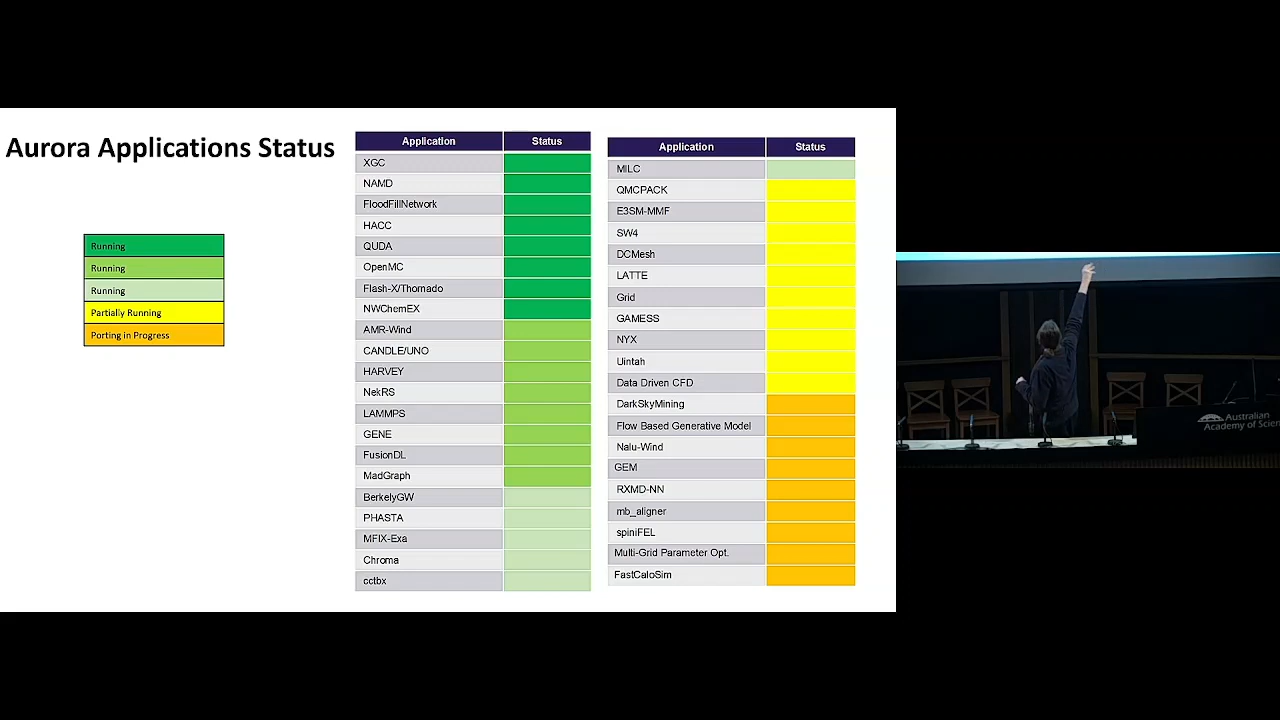 Aurora Applications Status
Running
Running
Running
Partially Running
Porting in Progress
Application Status
XGC
NAMD
FloodFillNetwork
HACC
QUDA
OpenMC
Flash-X/Thornado
NWChemEX
AMR-Wind
CANDLE/UNO
HARVEY
NekRS
LAMMPS
GENE
FusionDL
MadGraph
BerkelyGW
PHASTA
MFIX-Exa
Chroma
cctbx
Application Status
MILC
QMCPACK
E3SM-MMF
SW4
DCMesh
LATTE
Grid
GAMESS
NYX
Uintah
Data Driven CFD
DarkSkyMining
Flow Based Generative Model
Nalu-Wind
GEM
RXMD-NN
mb_aligner
spiniFEL
Multi-Grid Parameter Opt.
FastCaloSim
Australian
Academy of Scien